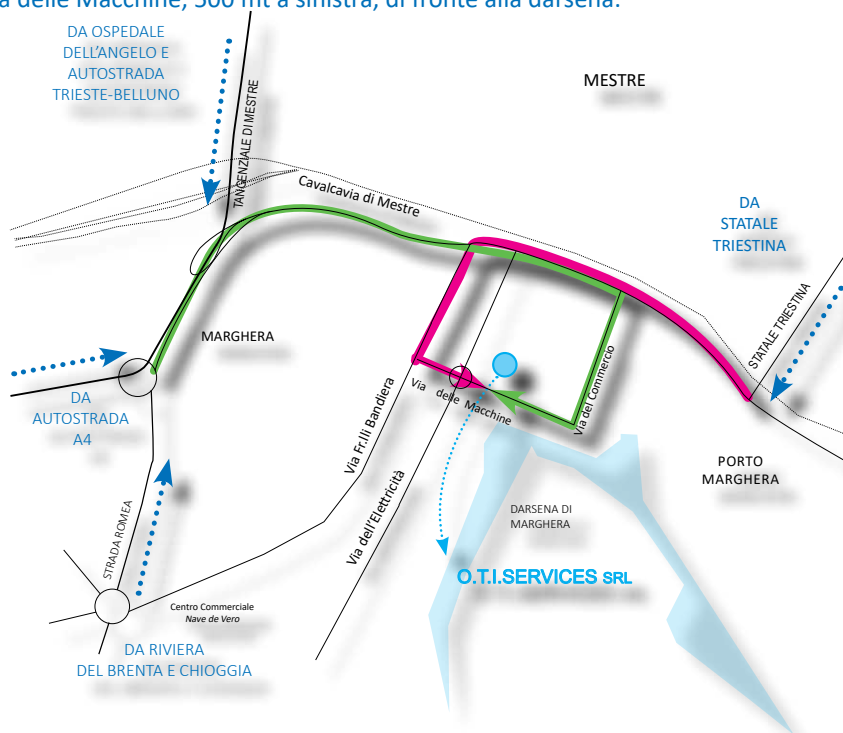 a delle Macchine, 500 mt a sinistra, di fronte alla darsena.
DA OSPEDALE
DELL'ANGELO E
AUTOSTRADA
TRIESTE-BELLUNO
TANGENZIALE DI MESTRE
MESTRE
Cavalcavia di Mestre
DA
STATALE
TRIESTINA
STATALE TRIESTINA
MARGHERA
DA
AUTOSTRADA
A4
Via Fr.lli Bandiera
Via delle Macchine
Via del Commercio
PORTO
MARGHERA
Via dell'Elettricità
DARSENA DI
MARGHERA
STRADA ROMEA
O.T.I.SERVICES SRL
Centro Commerciale
Nave de Vero
DA RIVIERA
DEL BRENTA E CHIOGGIA